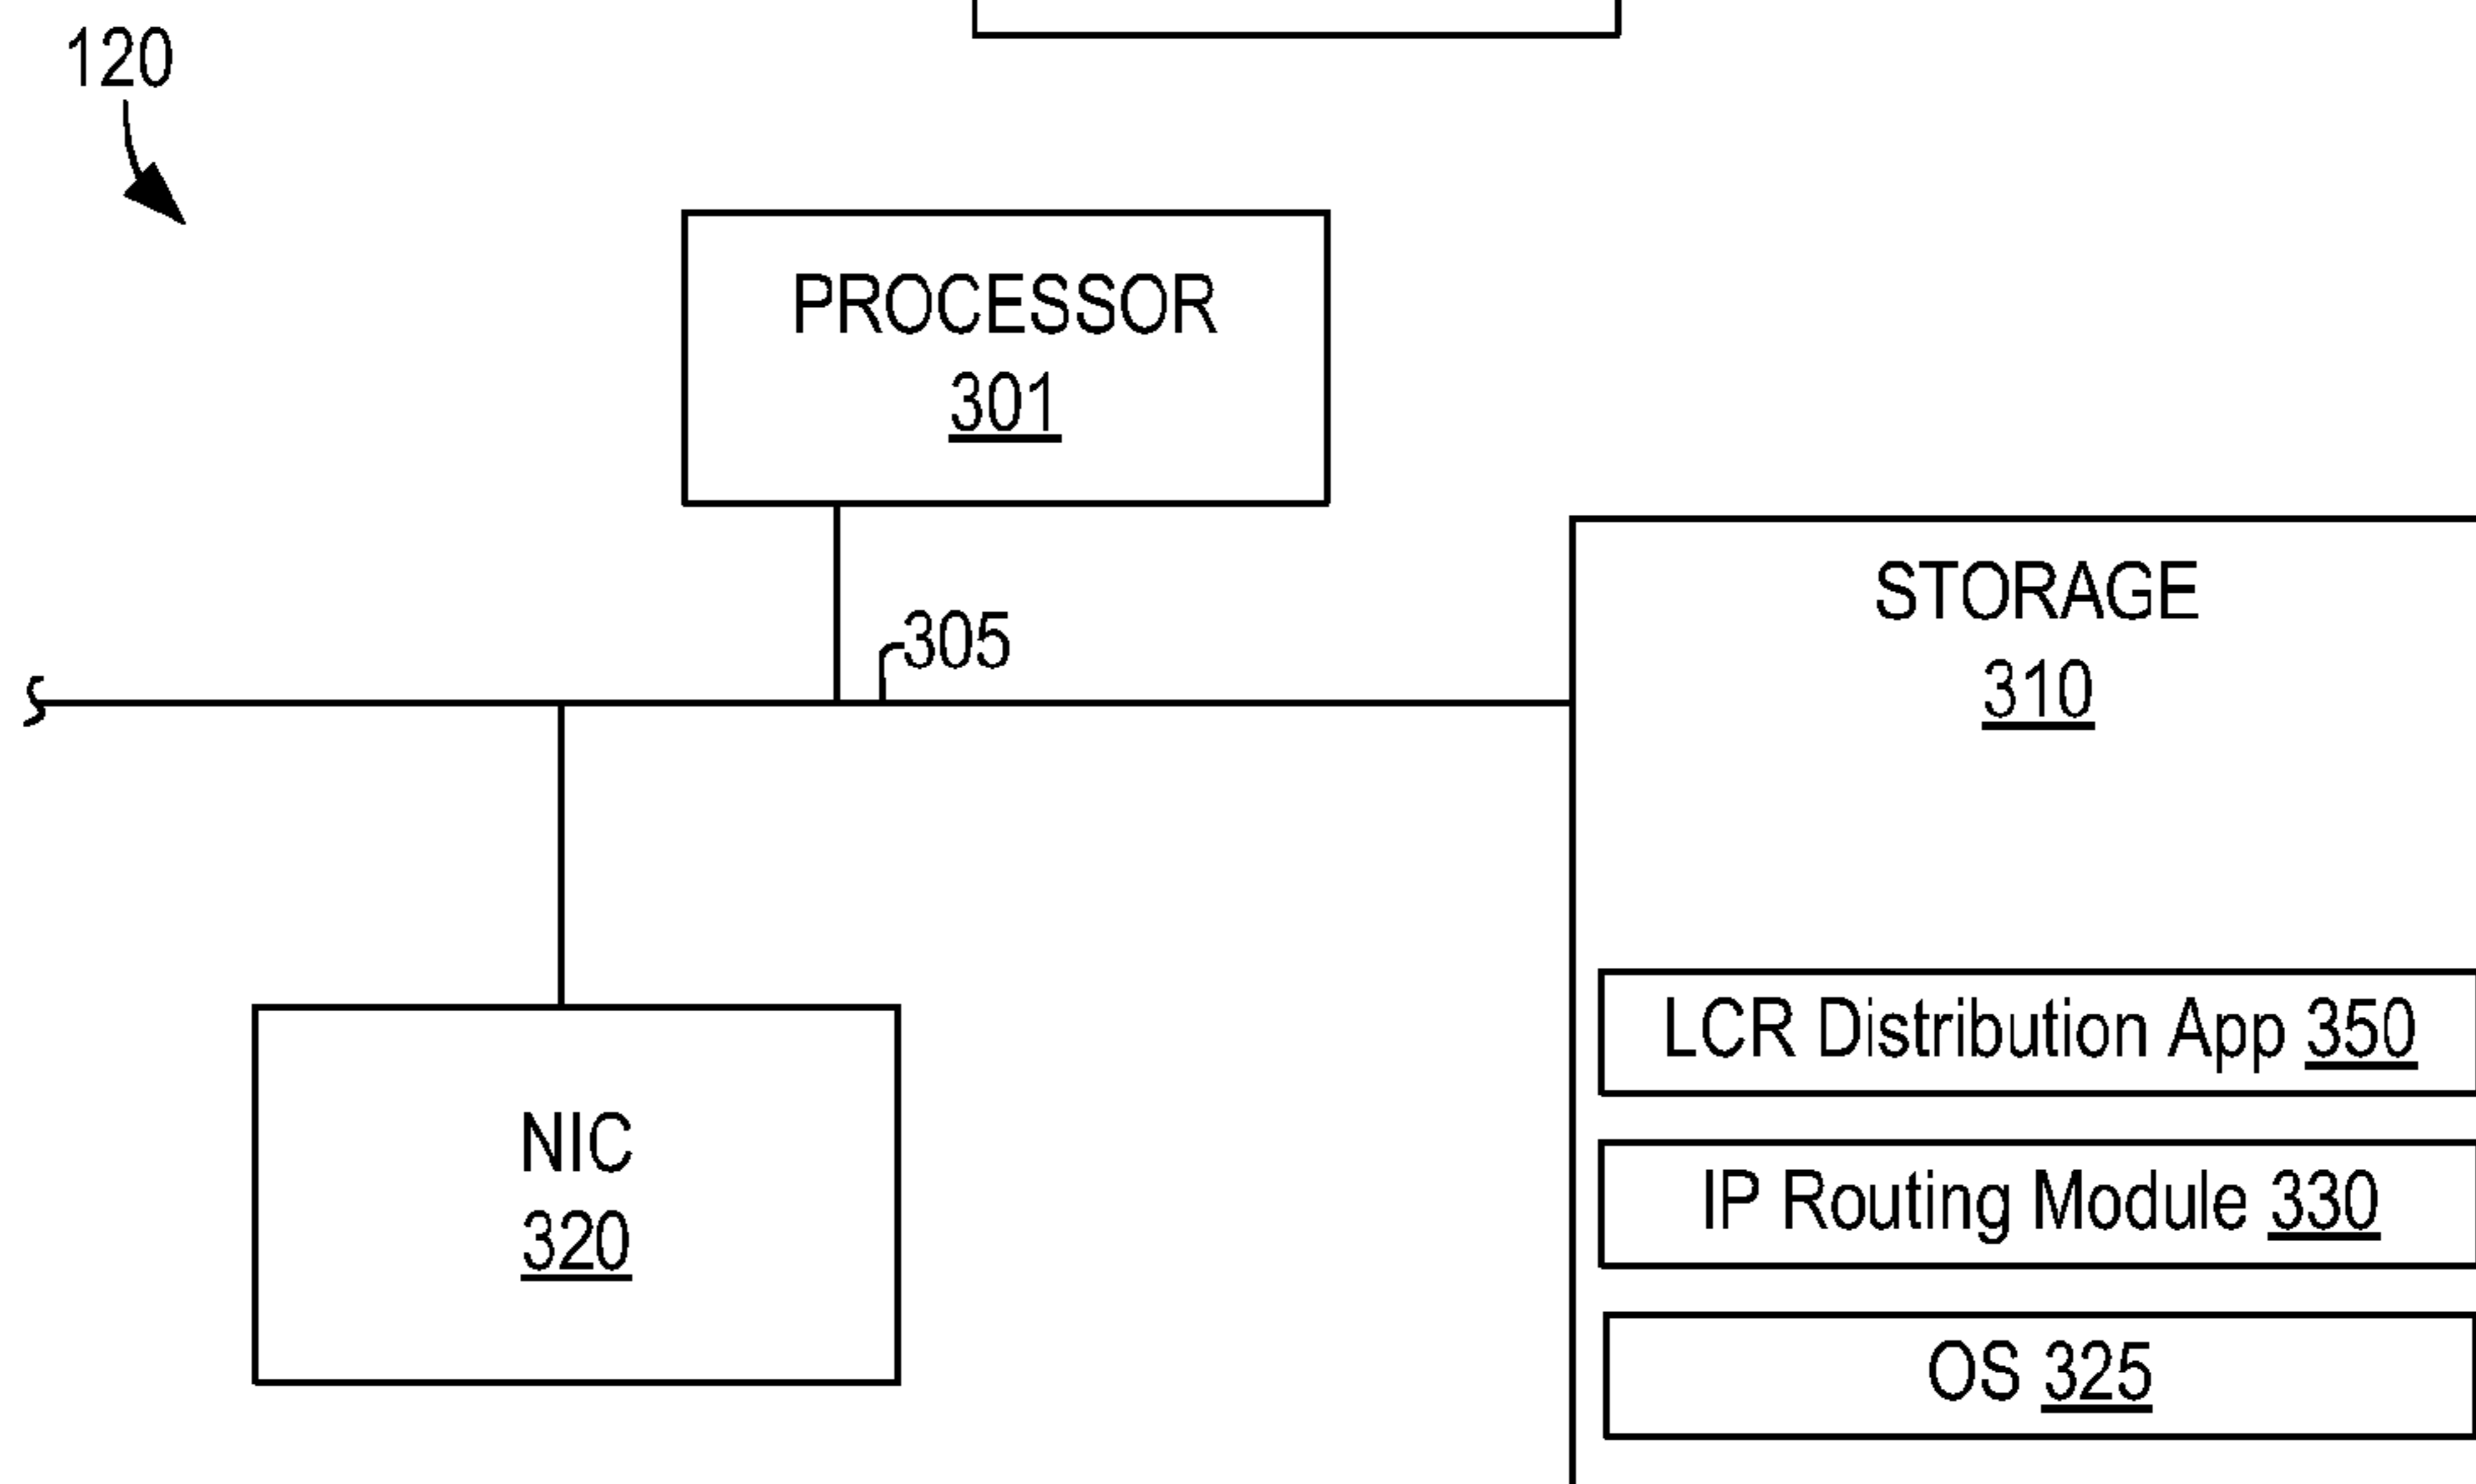 120
PROCESSOR
301
305
STORAGE
310
LCR Distribution App 350
IP Routing Module 330
OS 325
NIC
320